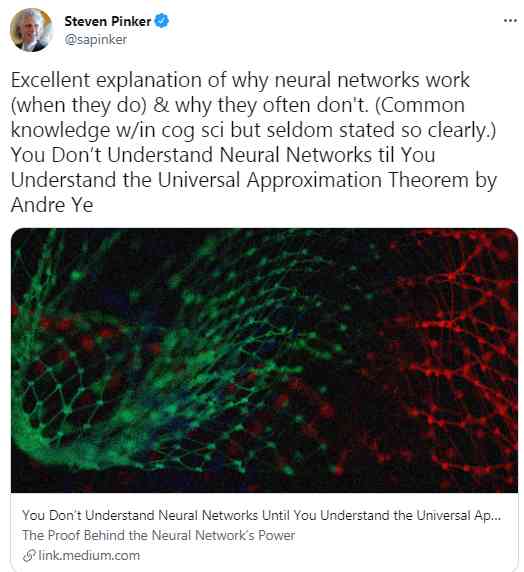 Steven Pinker
@sapinker
Excellent explanation of why neural networks work
(when they do) & why they often don't. (Common
knowledge w/in cog sci but seldom stated so clearly.)
You Don’t Understand Neural Networks til You
Understand the Universal Approximation Theorem by
Andre Ye
You Don’t Understand Neural Networks Until You Understand the Universal Ap...
The Proof Behind the Neural Network’s Power
link.medium.com